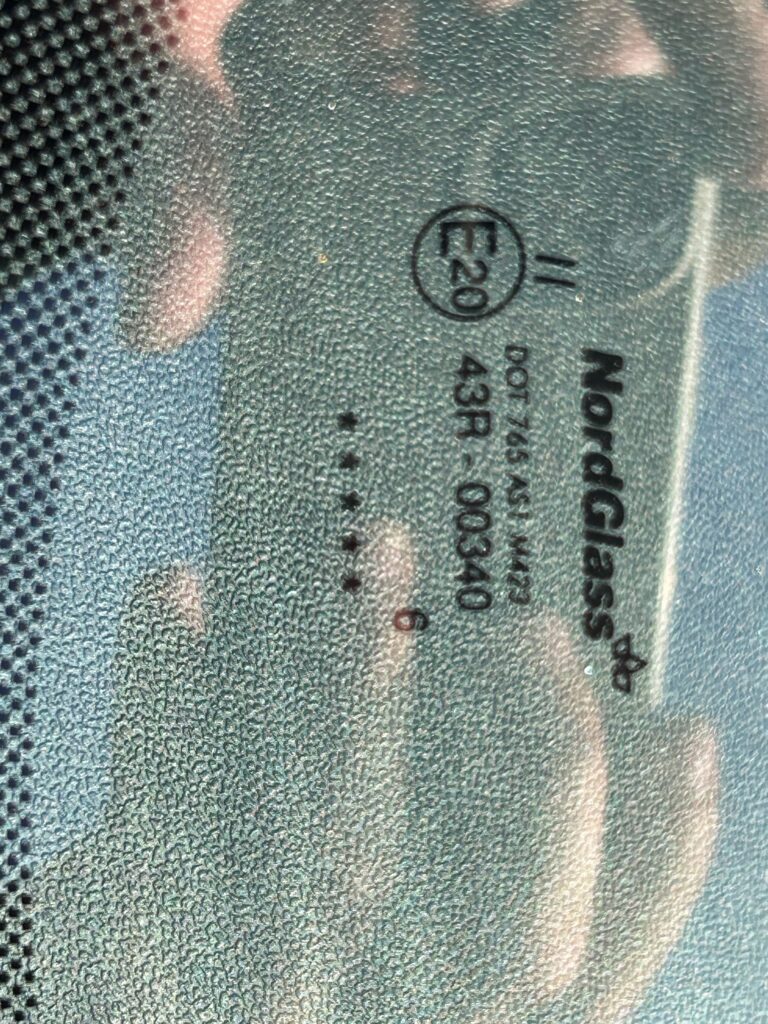 NordGlass
II
DOT 765 AS1 M423
E20 43R - 00340
6
*****